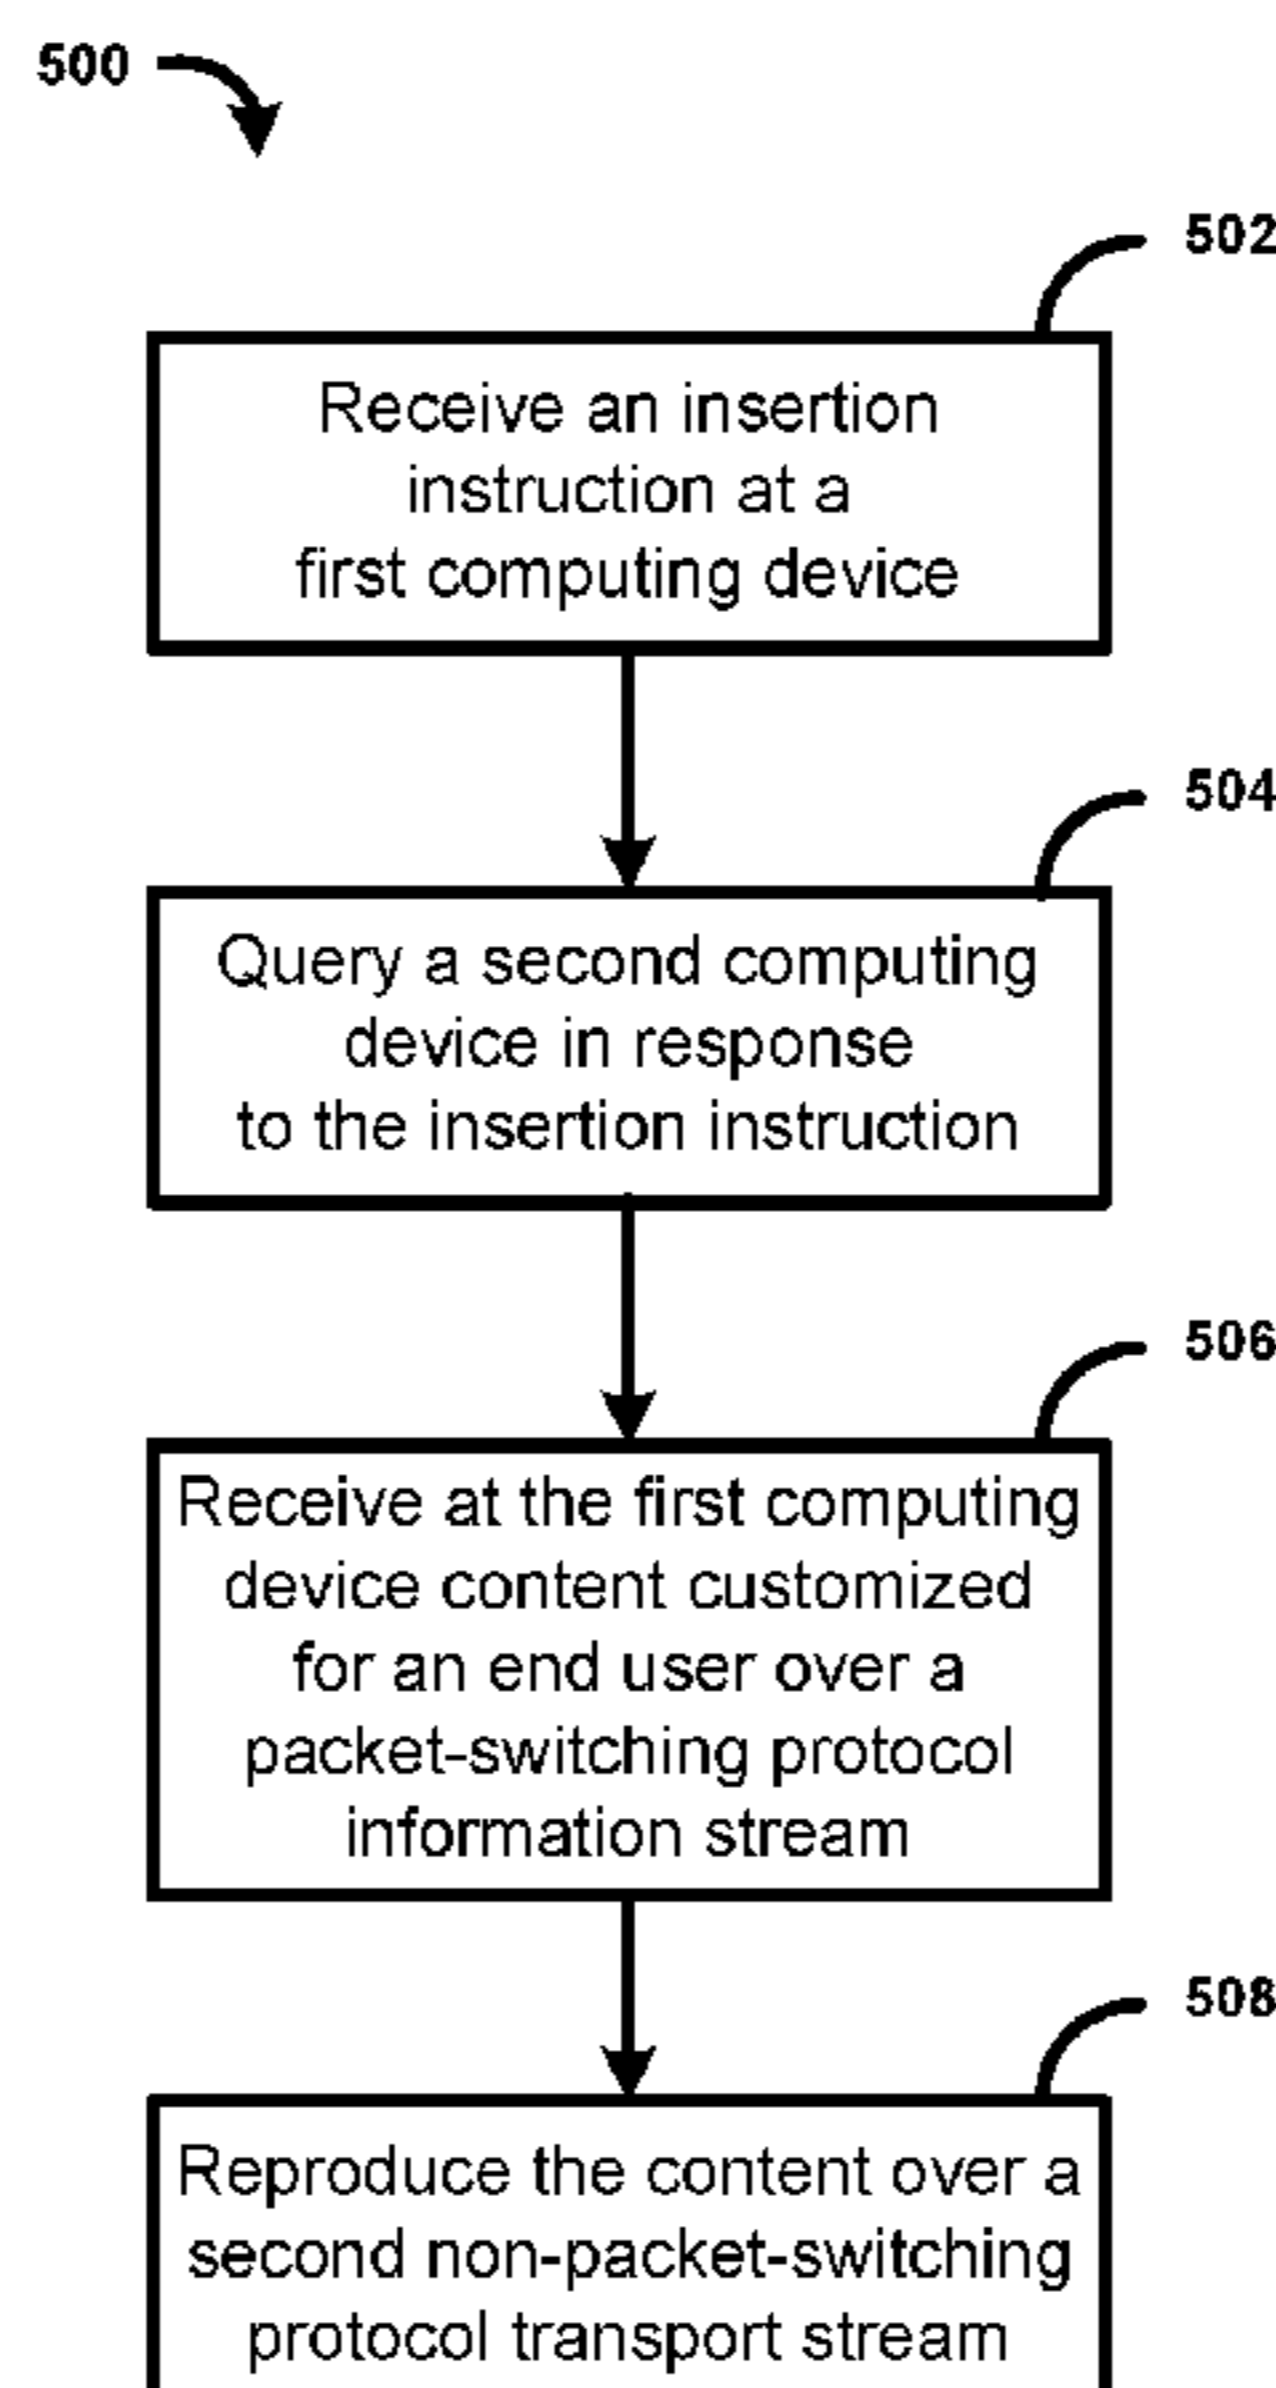 500
502
Receive an insertion
instruction at a
first computing device
504
Query a second computing
device in response
to the insertion instruction
506
Receive at the first computing
device content customized
for an end user over a
packet-switching protocol
information stream
508
Reproduce the content over a
second non-packet-switching
protocol transport stream